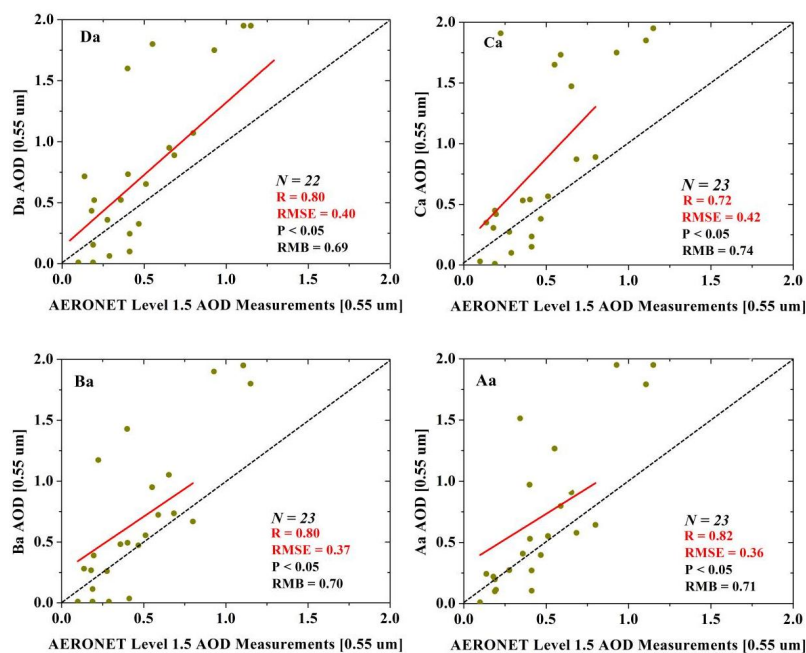 Da
2.0
1.5
1.0
0.5
0.0
Da AOD [0.55 um]
N = 22
R = 0.80
RMSE = 0.40
P < 0.05
RMB = 0.69
0.0 0.5 1.0 1.5 2.0
AERONET Level 1.5 AOD Measurements [0.55 um]
Ca
2.0
1.5
1.0
0.5
0.0
Ca AOD [0.55 um]
N = 23
R = 0.72
RMSE = 0.42
P < 0.05
RMB = 0.74
0.0 0.5 1.0 1.5 2.0
AERONET Level 1.5 AOD Measurements [0.55 um]
Ba
2.0
1.5
1.0
0.5
0.0
Ba AOD [0.55 um]
N = 23
R = 0.80
RMSE = 0.37
P < 0.05
RMB = 0.70
0.0 0.5 1.0 1.5 2.0
AERONET Level 1.5 AOD Measurements [0.55 um]
Aa
2.0
1.5
1.0
0.5
0.0
Aa AOD [0.55 um]
N = 23
R = 0.82
RMSE = 0.36
P < 0.05
RMB = 0.71
0.0 0.5 1.0 1.5 2.0
AERONET Level 1.5 AOD Measurements [0.55 um]